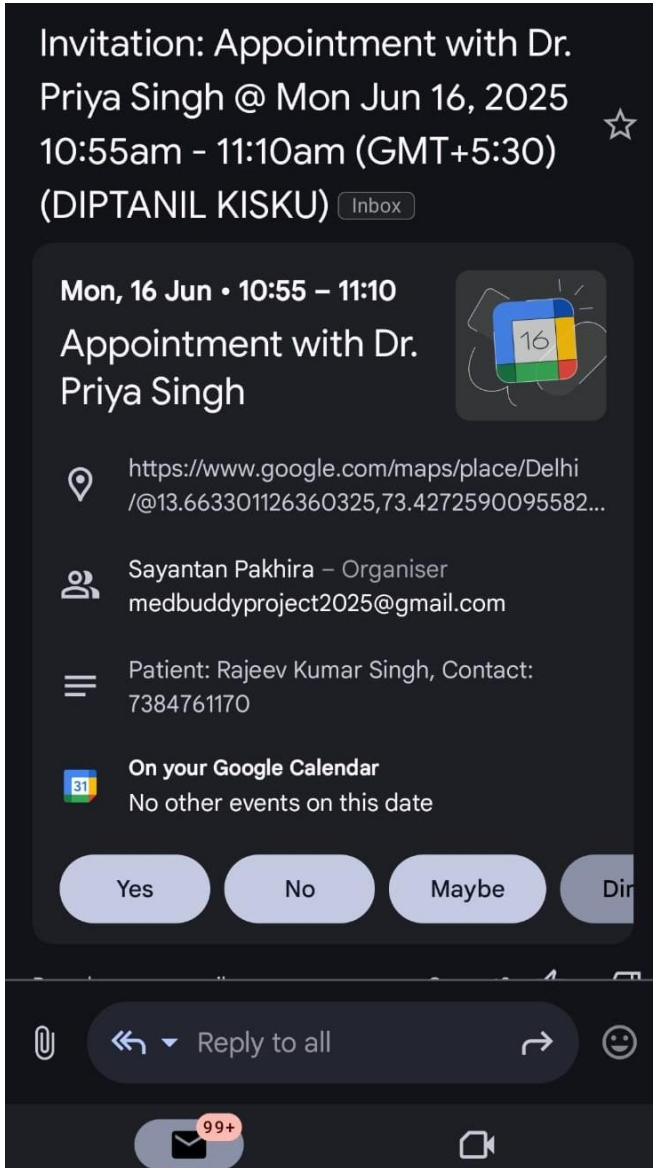 Invitation: Appointment with Dr.
Priya Singh @ Mon Jun 16, 2025
10:55am - 11:10am (GMT+5:30)
(DIPTANIL KISKU) Inbox
Mon, 16 Jun • 10:55 – 11:10
Appointment with Dr.
Priya Singh
16
https://www.google.com/maps/place/Delhi
/@13.663301126360325,73.4272590095582...
Sayantan Pakhira – Organiser
medbuddyproject2025@gmail.com
Patient: Rajeev Kumar Singh, Contact:
7384761170
31
On your Google Calendar
No other events on this date
Yes
No
Maybe
Dir
Reply to all
99+